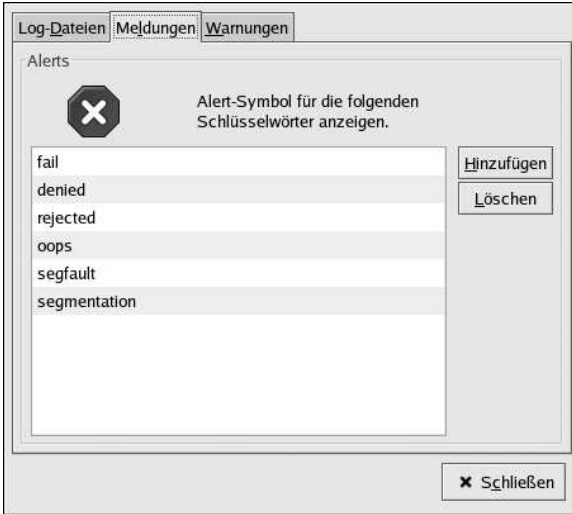 Log-Dateien Meldungen Warnungen
Alerts
Alert-Symbol für die folgenden
Schlüsselwörter anzeigen.
fail
denied
rejected
oops
segfault
segmentation
Hinzufügen
Löschen
Schließen